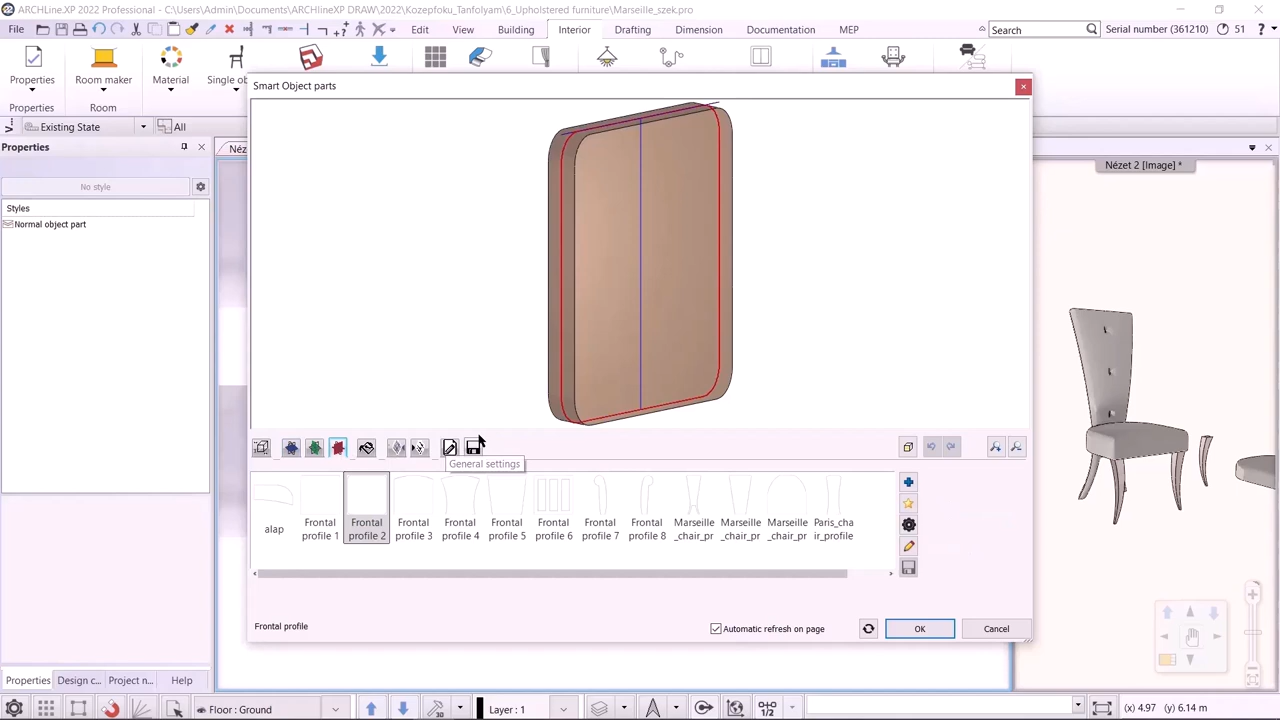 ARCHLine.XP 2022 Professional - C:\Users\Admin\Documents\ARCHlineXP DRAW\2022\Kozepfoku_Tanfolyam\6_Upholstered furniture\Marseille_szek.pro
File
Edit View Building Interior Drafting Dimension Documentation MEP
Search
Serial number (361210)
51
Properties Room maker Material Single ob
Properties Room
Existing State
All
Properties
No style
Styles
Normal object part
Néz
Nézet 2 [Image] *
Smart Object parts
General settings
alap
Frontal profile 1
Frontal profile 2
Frontal profile 3
Frontal profile 4
Frontal profile 5
Frontal profile 6
Frontal profile 7
Frontal profile 8
Marseille _chair_pr
Marseille _chair_pr
Marseille _chair_pr
Paris_cha ir_profile
Frontal profile
Automatic refresh on page
OK
Cancel
Properties Design c... Project n... Help
Floor : Ground
Layer : 1
(x) 4.97 (y) 6.14 m